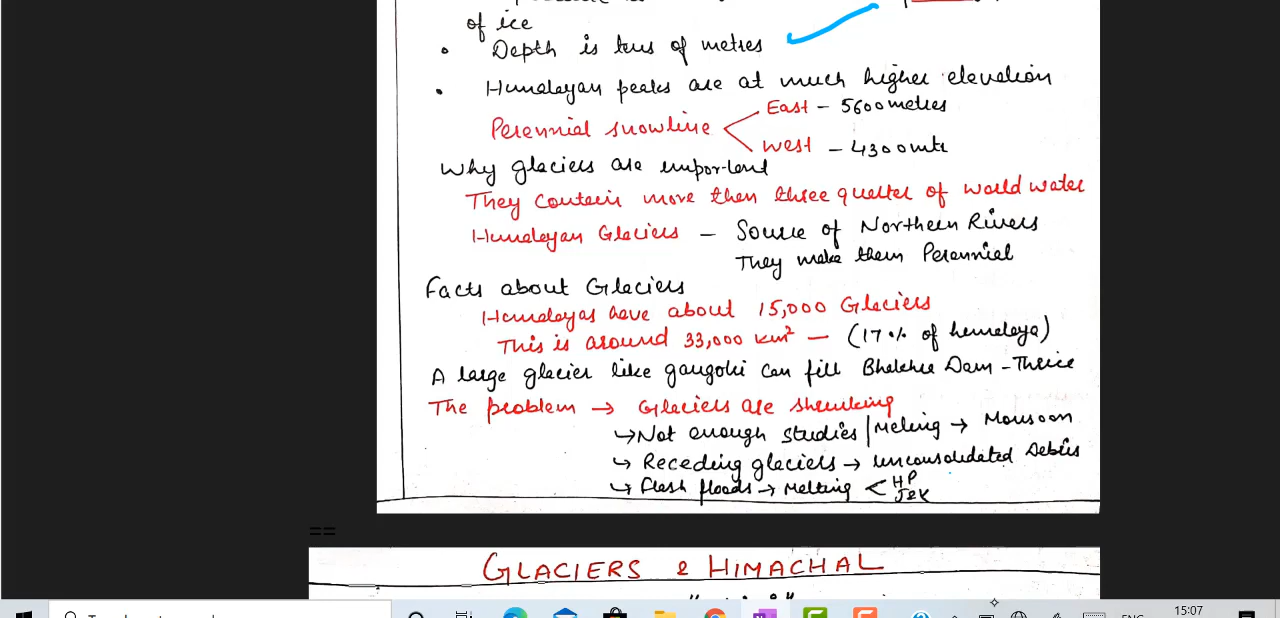 of ice
• Depth is tens of metres
• Himalayan peaks are at much higher elevation
Perennial snowline < East – 5600 metres
West – 4300 mts
Why glaciers are important
They contain more then three quarter of world water
Himalayan Glaciers – Source of Northern Rivers
They make them Perennial
Facts about Glaciers
Himalayas have about 15,000 Glaciers
This is around 33,000 km² – (17% of himalaya)
A large glacier like gangotri can fill Bhakhra Dam – Thrice
The problem → Glaciers are shrinking
↳ Not enough studies | Melting → Monsoon
↳ Receding glaciers → unconsolidated Debris
↳ flash floods → Melting < HP
J&K
==
GLACIERS & HIMACHAL
15:07